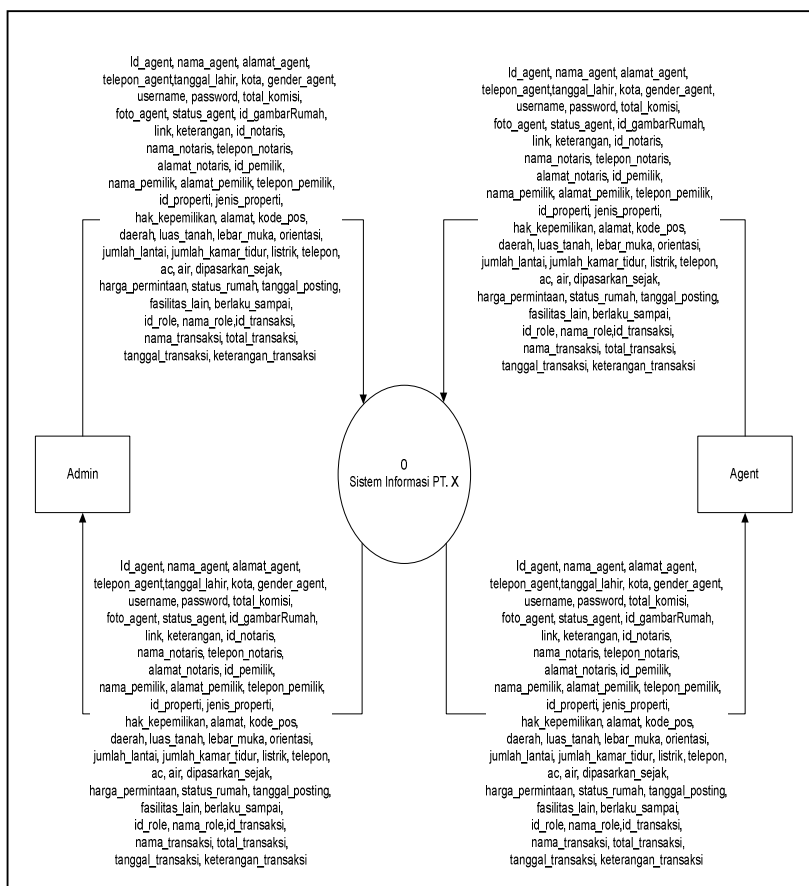 Id_agent, nama_agent, alamat_agent,
telepon_agent,tanggal_lahir, kota, gender_agent,
username, password, total_komisi,
foto_agent, status_agent, id_gambarRumah,
link, keterangan, id_notaris,
nama_notaris, telepon_notaris,
alamat_notaris, id_pemilik,
nama_pemilik, alamat_pemilik, telepon_pemilik,
id_properti, jenis_properti,
hak_kepemilikan, alamat, kode_pos,
daerah, luas_tanah, lebar_muka, orientasi,
jumlah_lantai, jumlah_kamar_tidur, listrik, telepon,
ac, air, dipasarkan_sejak,
harga_permintaan, status_rumah, tanggal_posting,
fasilitas_lain, berlaku_sampai,
id_role, nama_role,id_transaksi,
nama_transaksi, total_transaksi,
tanggal_transaksi, keterangan_transaksi
Id_agent, nama_agent, alamat_agent,
telepon_agent,tanggal_lahir, kota, gender_agent,
username, password, total_komisi,
foto_agent, status_agent, id_gambarRumah,
link, keterangan, id_notaris,
nama_notaris, telepon_notaris,
alamat_notaris, id_pemilik,
nama_pemilik, alamat_pemilik, telepon_pemilik,
id_properti, jenis_properti,
hak_kepemilikan, alamat, kode_pos,
daerah, luas_tanah, lebar_muka, orientasi,
jumlah_lantai, jumlah_kamar_tidur, listrik, telepon,
ac, air, dipasarkan_sejak,
harga_permintaan, status_rumah, tanggal_posting,
fasilitas_lain, berlaku_sampai,
id_role, nama_role,id_transaksi,
nama_transaksi, total_transaksi,
tanggal_transaksi, keterangan_transaksi
Admin
0
Sistem Informasi PT. X
Agent
Id_agent, nama_agent, alamat_agent,
telepon_agent,tanggal_lahir, kota, gender_agent,
username, password, total_komisi,
foto_agent, status_agent, id_gambarRumah,
link, keterangan, id_notaris,
nama_notaris, telepon_notaris,
alamat_notaris, id_pemilik,
nama_pemilik, alamat_pemilik, telepon_pemilik,
id_properti, jenis_properti,
hak_kepemilikan, alamat, kode_pos,
daerah, luas_tanah, lebar_muka, orientasi,
jumlah_lantai, jumlah_kamar_tidur, listrik, telepon,
ac, air, dipasarkan_sejak,
harga_permintaan, status_rumah, tanggal_posting,
fasilitas_lain, berlaku_sampai,
id_role, nama_role,id_transaksi,
nama_transaksi, total_transaksi,
tanggal_transaksi, keterangan_transaksi
Id_agent, nama_agent, alamat_agent,
telepon_agent,tanggal_lahir, kota, gender_agent,
username, password, total_komisi,
foto_agent, status_agent, id_gambarRumah,
link, keterangan, id_notaris,
nama_notaris, telepon_notaris,
alamat_notaris, id_pemilik,
nama_pemilik, alamat_pemilik, telepon_pemilik,
id_properti, jenis_properti,
hak_kepemilikan, alamat, kode_pos,
daerah, luas_tanah, lebar_muka, orientasi,
jumlah_lantai, jumlah_kamar_tidur, listrik, telepon,
ac, air, dipasarkan_sejak,
harga_permintaan, status_rumah, tanggal_posting,
fasilitas_lain, berlaku_sampai,
id_role, nama_role,id_transaksi,
nama_transaksi, total_transaksi,
tanggal_transaksi, keterangan_transaksi